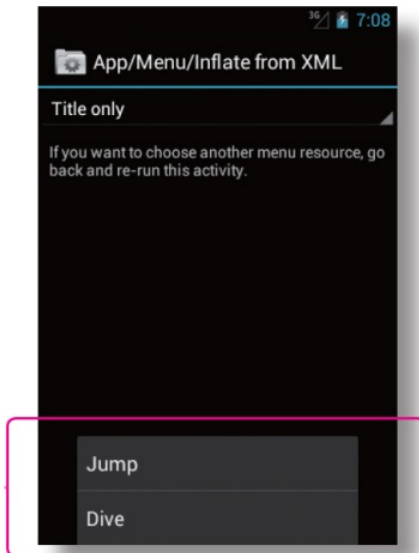 3G 7:08
App/Menu/Inflate from XML
Title only
If you want to choose another menu resource, go
back and re-run this activity.
Jump
Dive